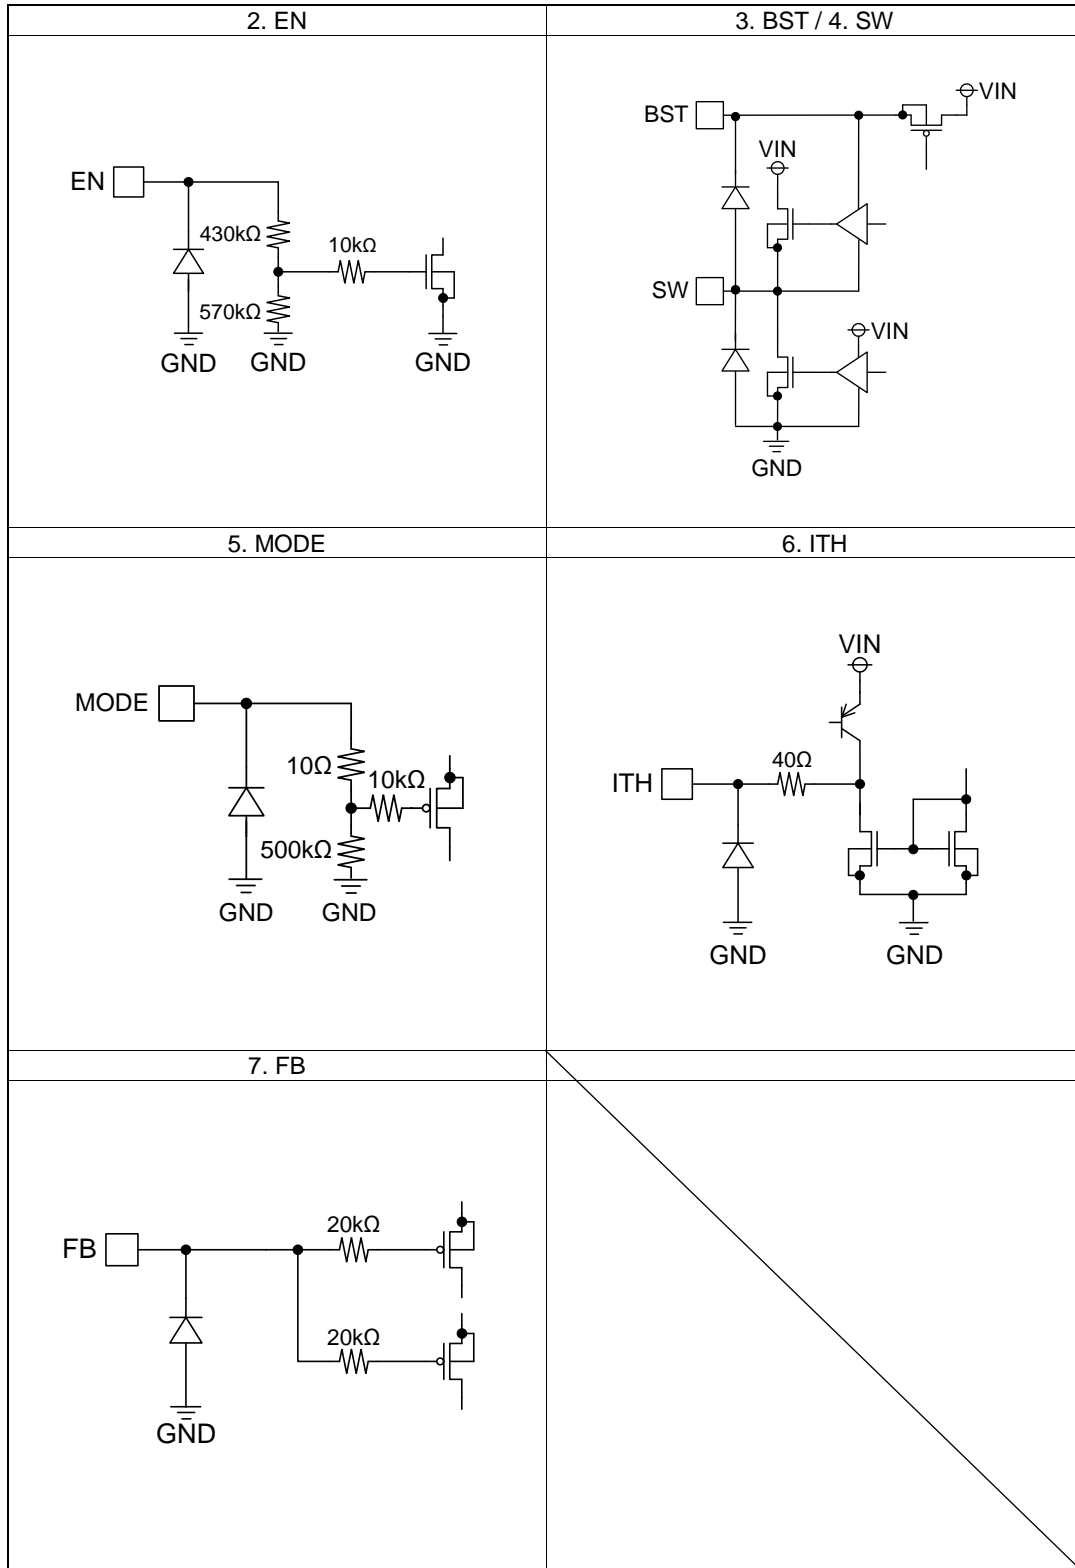 2. EN
EN
430kΩ
10kΩ
570kΩ
GND GND GND
3. BST / 4. SW
VIN
BST
VIN
SW
VIN
GND
5. MODE
MODE
10Ω
10kΩ
500kΩ
GND GND
6. ITH
VIN
40Ω
ITH
GND GND
7. FB
20kΩ
FB
20kΩ
GND